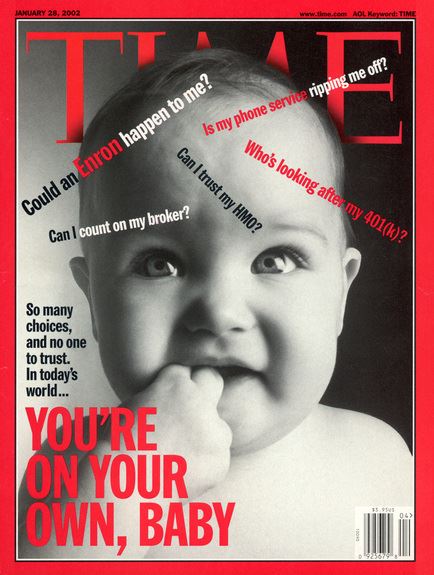 JANUARY 28, 2002
www.time.com AOL Keyword: TIME
TIME
Could an Enron happen to me?
Is my phone service ripping me off?
Can I trust my HMO?
Who's looking after my 401(k)?
Can I count on my broker?
So many
choices,
and no one
to trust.
In today's
world...
YOU'RE
ON YOUR
OWN, BABY
$3.95US
04>